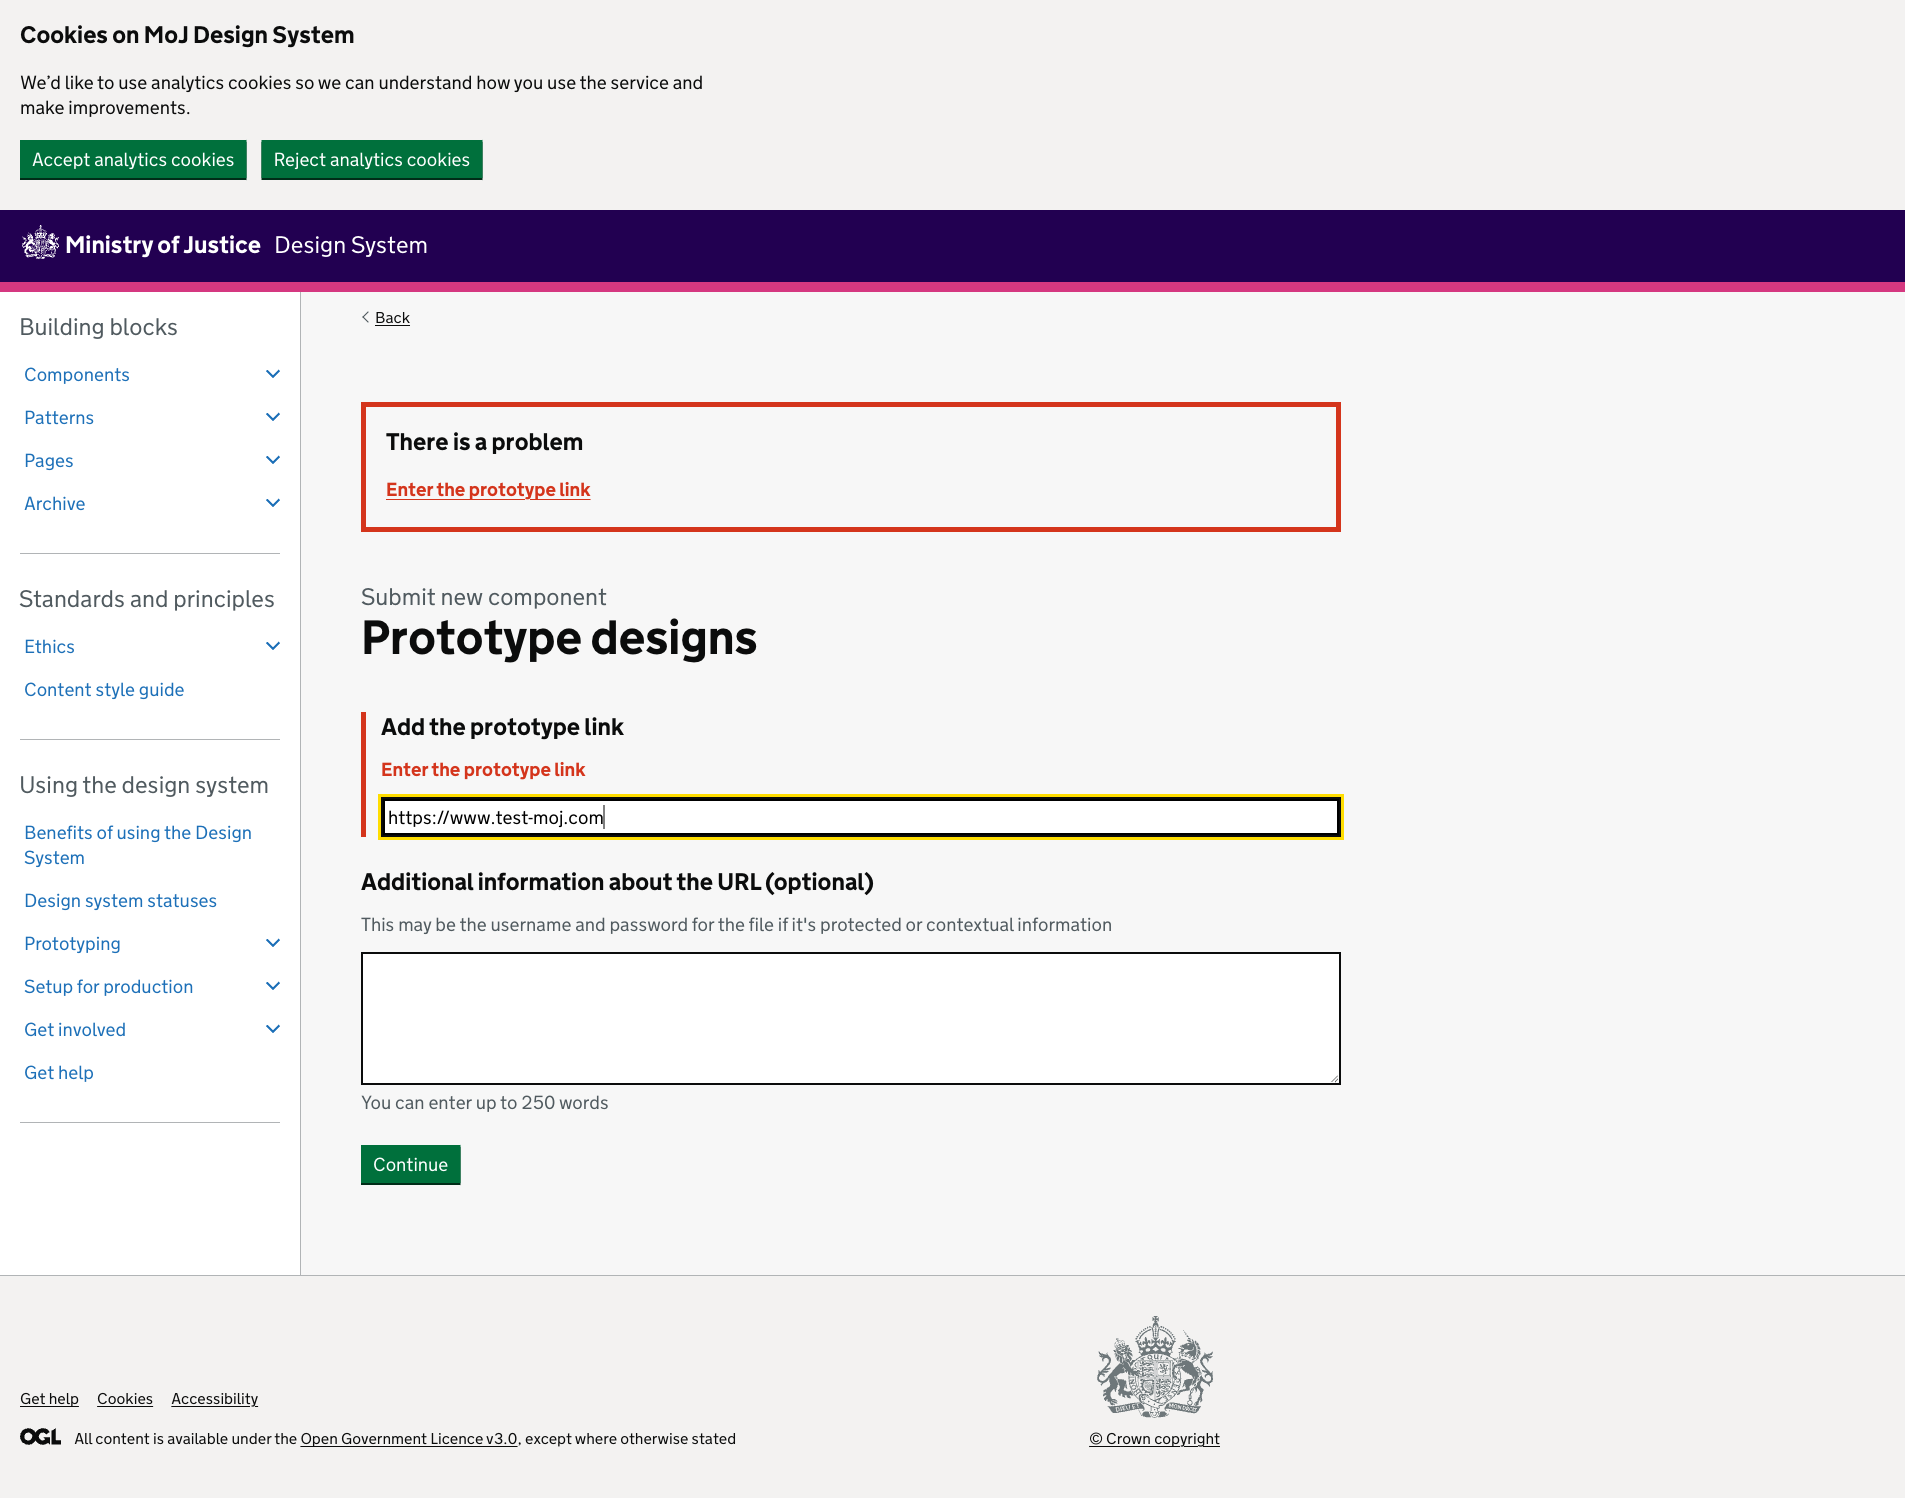 Cookies on MoJ Design System
We’d like to use analytics cookies so we can understand how you use the service and
make improvements.
Accept analytics cookies
Reject analytics cookies
Ministry of Justice Design System
Building blocks
Components
Patterns
Pages
Archive
Standards and principles
Ethics
Content style guide
Using the design system
Benefits of using the Design
System
Design system statuses
Prototyping
Setup for production
Get involved
Get help
Back
There is a problem
Enter the prototype link
Submit new component
Prototype designs
Add the prototype link
Enter the prototype link
https://www.test-moj.com
Additional information about the URL (optional)
This may be the username and password for the file if it's protected or contextual information
You can enter up to 250 words
Continue
Get help
Cookies
Accessibility
OGL
All content is available under the Open Government Licence v3.0, except where otherwise stated
© Crown copyright